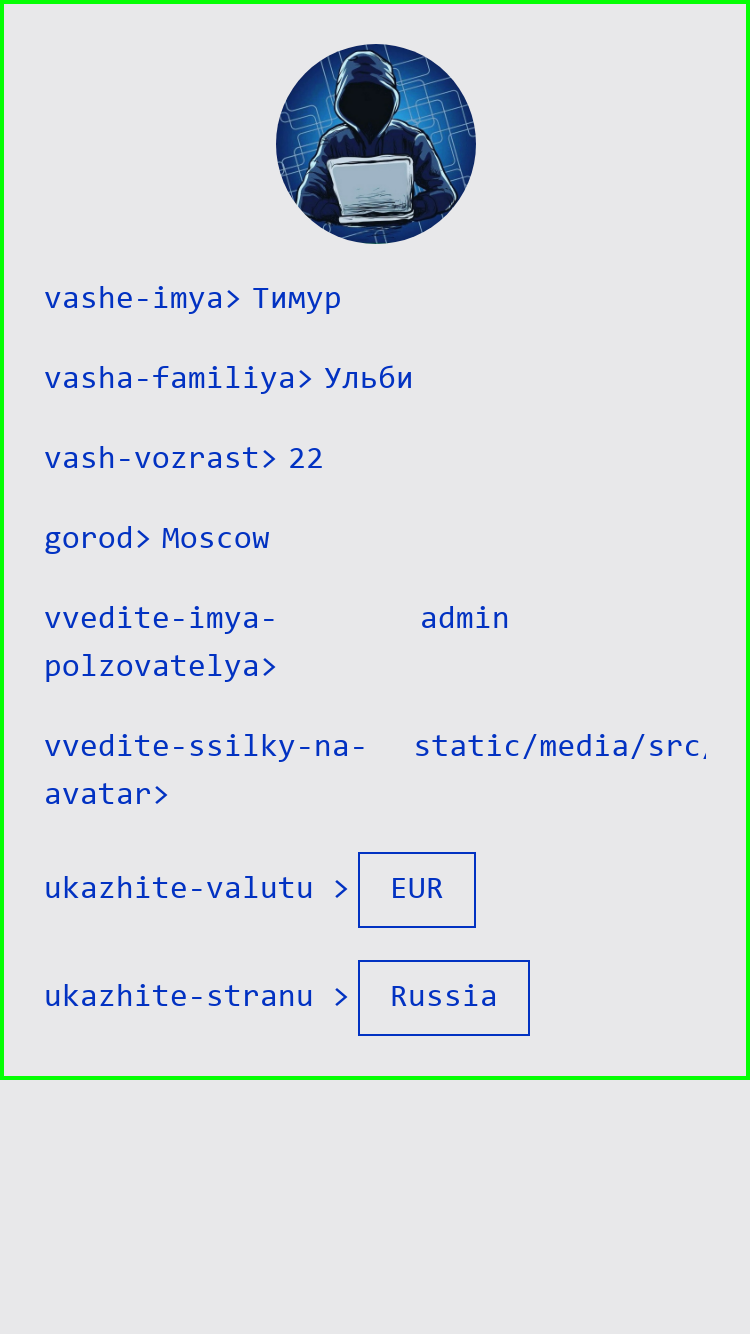 vashe-imya> Тимур
vasha-familiya> Ульби
vash-vozrast> 22
gorod> Moscow
vvedite-imya- admin
polzovatelya>
vvedite-ssilky-na- static/media/src/
avatar>
ukazhite-valutu > EUR
ukazhite-stranu > Russia